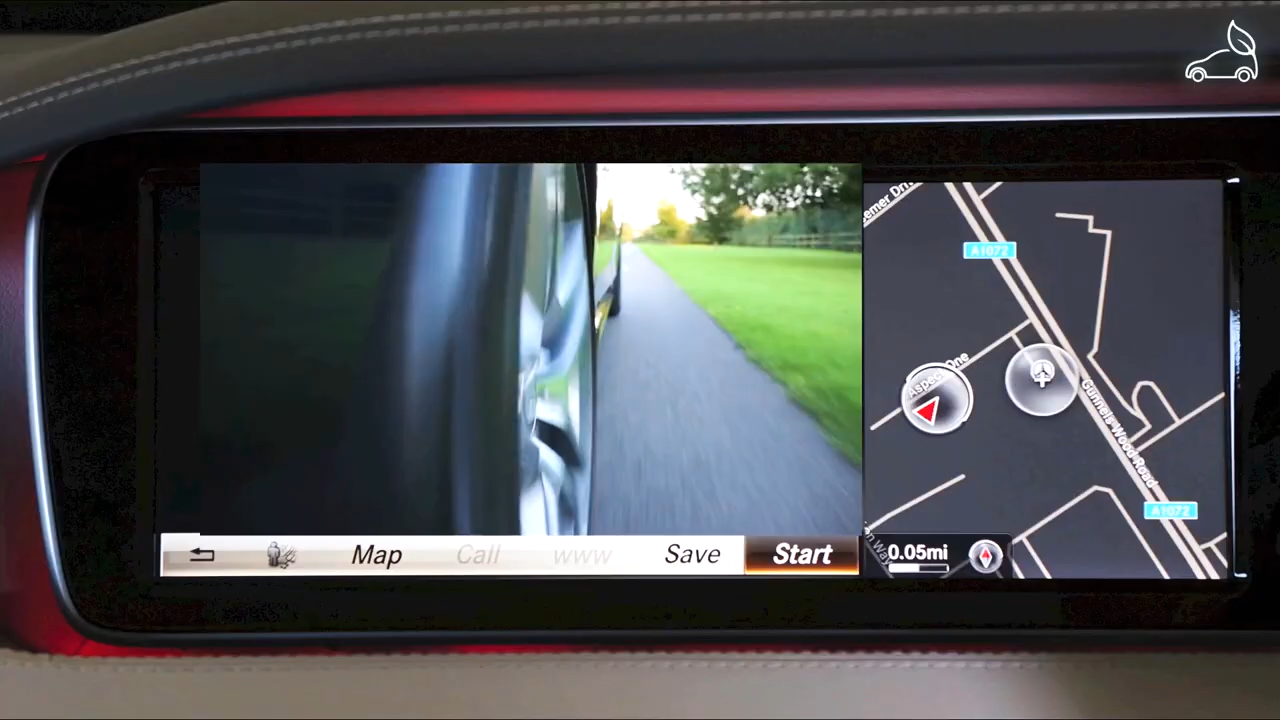 A1072
Aspect One
Gunnels Wood Road
A1072
0.05mi
Map Call www Save Start